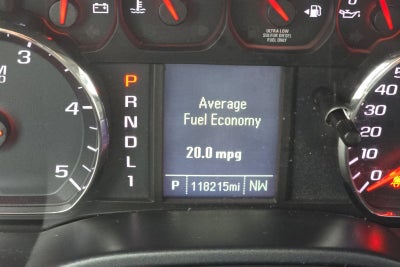 ULTRA LOW
SULFUR DIESEL
FUEL ONLY
M
4
5
P
R
N
D
L
1
Average
Fuel Economy
20.0 mpg
P 118215mi NW
50
40
30
20
10
0